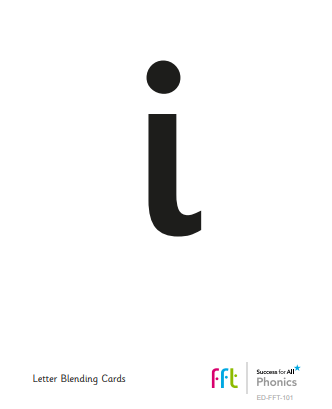 i
Letter Blending Cards
fft
Success for All
Phonics
ED-FFT-101